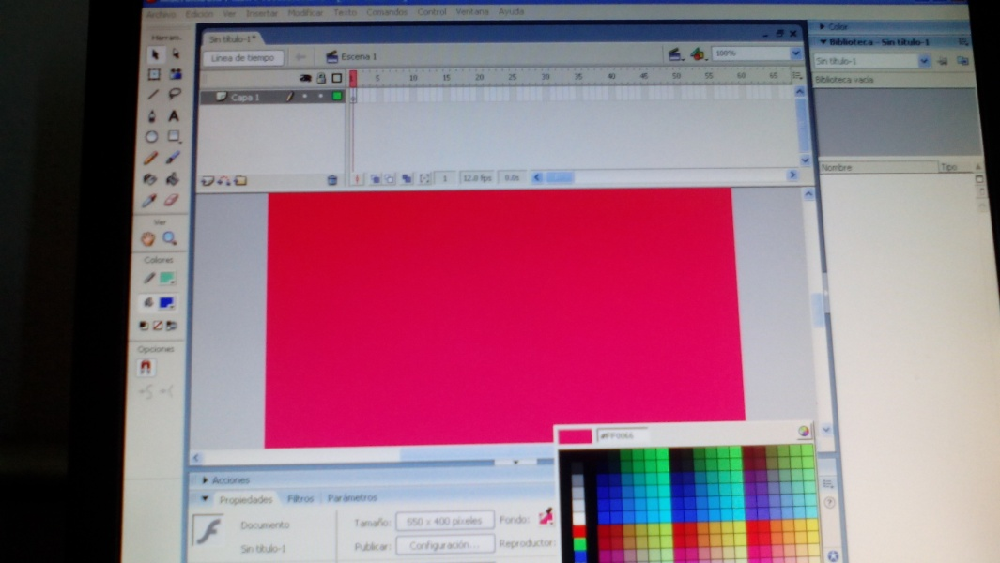 Archivo Edición Ver Insertar Modificar Texto Comandos Control Ventana Ayuda
Herram.
Sin título-1*
Línea de tiempo
Escena 1
100%
Color
Biblioteca - Sin título-1
Sin título-1
Biblioteca vacía
5 10 15 20 25 30 35 40 45 50 55 60 65
Capa 1
1 12.0 fps 0.0s
Nombre Tipo
Ver
Colores
Opciones
#FF0066
Acciones
Propiedades Filtros Parámetros
Documento
Tamaño: 550 x 400 píxeles Fondo:
Sin título-1
Publicar: Configuración... Reproductor: